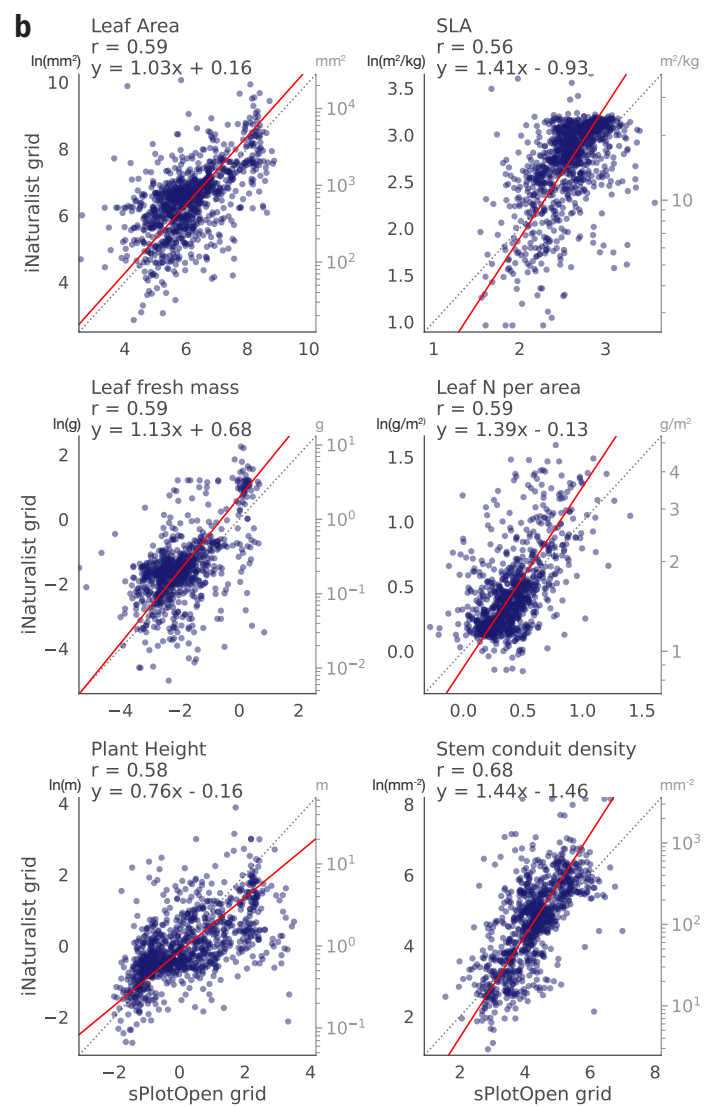 b
Leaf Area
r = 0.59
y = 1.03x + 0.16
ln(mm²) mm²
10
8
6
4
10⁴
10³
10²
4 6 8 10
iNaturalist grid
SLA
r = 0.56
y = 1.41x - 0.93
ln(m²/kg) m²/kg
3.5
3.0
2.5
2.0
1.5
1.0
10
1 2 3
Leaf fresh mass
r = 0.59
y = 1.13x + 0.68
ln(g) g
2
0
−2
−4
10¹
10⁰
10⁻¹
10⁻²
−4 −2 0 2
iNaturalist grid
Leaf N per area
r = 0.59
y = 1.39x - 0.13
ln(g/m²) g/m²
1.5
1.0
0.5
0.0
4
3
2
1
0.0 0.5 1.0 1.5
Plant Height
r = 0.58
y = 0.76x - 0.16
ln(m) m
4
2
0
−2
10¹
10⁰
10⁻¹
−2 0 2 4
iNaturalist grid
sPlotOpen grid
Stem conduit density
r = 0.68
y = 1.44x - 1.46
ln(mm⁻²) mm⁻²
8
6
4
2
10³
10²
10¹
2 4 6 8
sPlotOpen grid